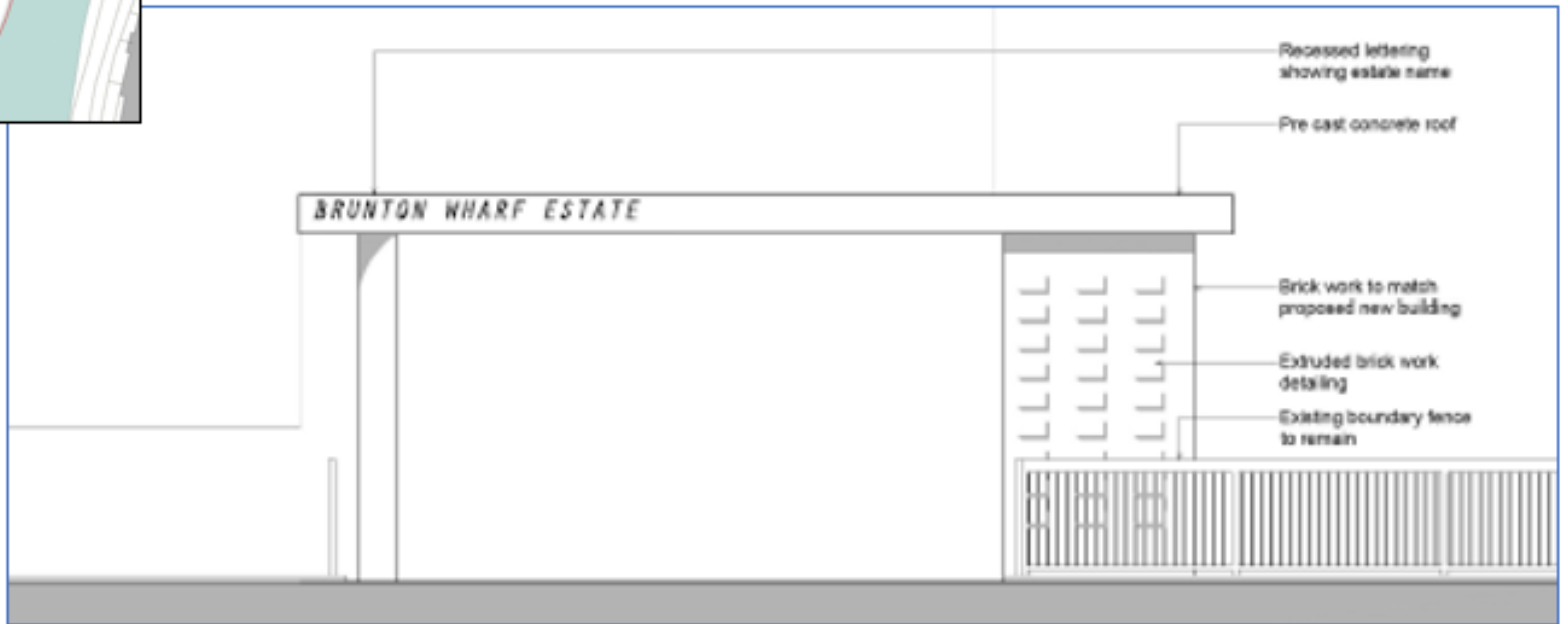 Recessed lettering
showing estate name
Pre cast concrete roof
BRUNTON WHARF ESTATE
Brick work to match
proposed new building
Extruded brick work
detailing
Existing boundary fence
to remain